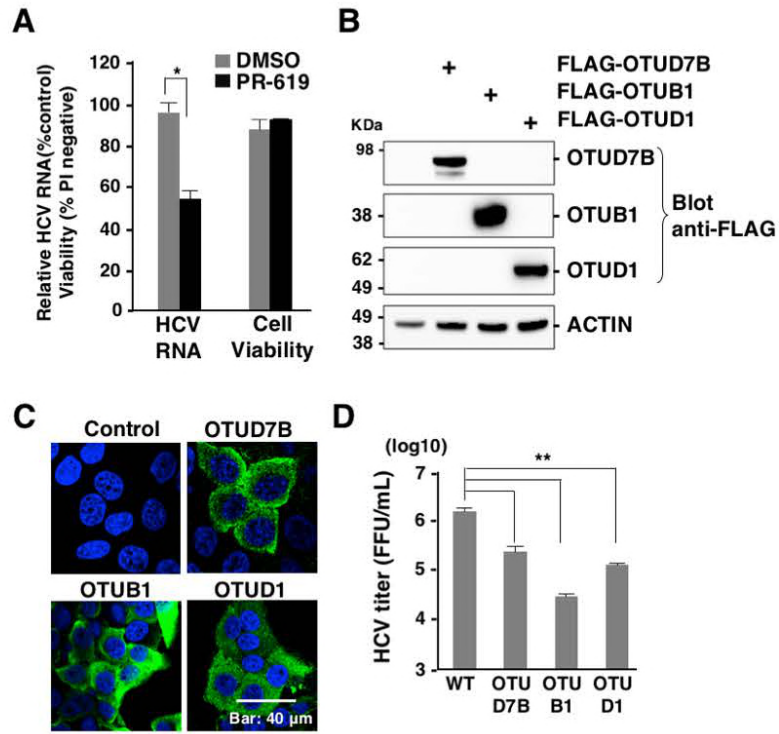 A
DMSO
PR-619
Relative HCV RNA(%control)
Viability (% PI negative)
120
100
80
60
40
20
0
*
HCV
RNA
Cell
Viability
B
FLAG-OTUD7B
FLAG-OTUB1
FLAG-OTUD1
+
+
+
KDa
98
OTUD7B
38
OTUB1
62
49
OTUD1
49
38
ACTIN
Blot
anti-FLAG
C
Control
OTUD7B
OTUB1
OTUD1
Bar: 40 µm
D
(log10)
HCV titer (FFU/mL)
7
6
5
4
3
**
WT
OTU
D7B
OTU
B1
OTU
D1